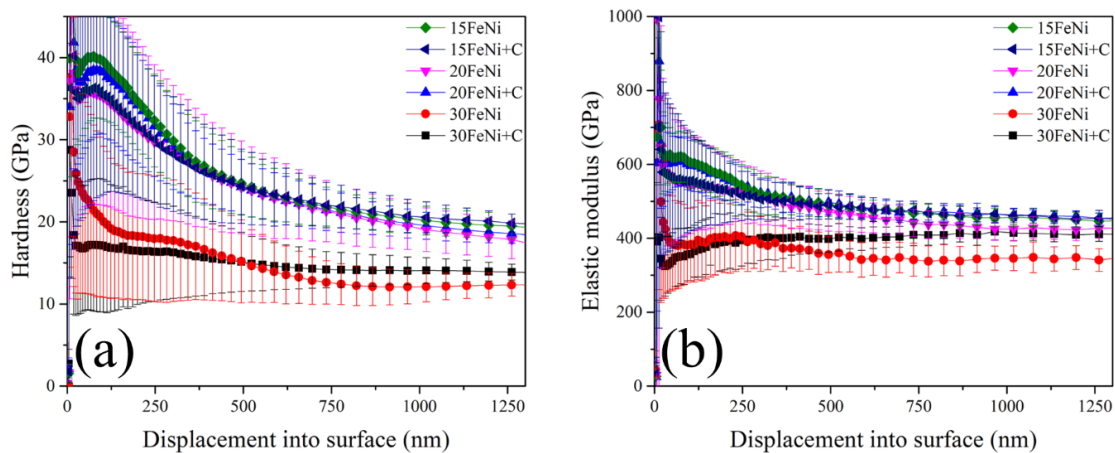 Hardness (GPa)
40
30
20
10
0
0
250
500
750
1000
1250
Displacement into surface (nm)
15FeNi
15FeNi+C
20FeNi
20FeNi+C
30FeNi
30FeNi+C
(a)
Elastic modulus (GPa)
1000
800
600
400
200
0
0
250
500
750
1000
1250
Displacement into surface (nm)
15FeNi
15FeNi+C
20FeNi
20FeNi+C
30FeNi
30FeNi+C
(b)